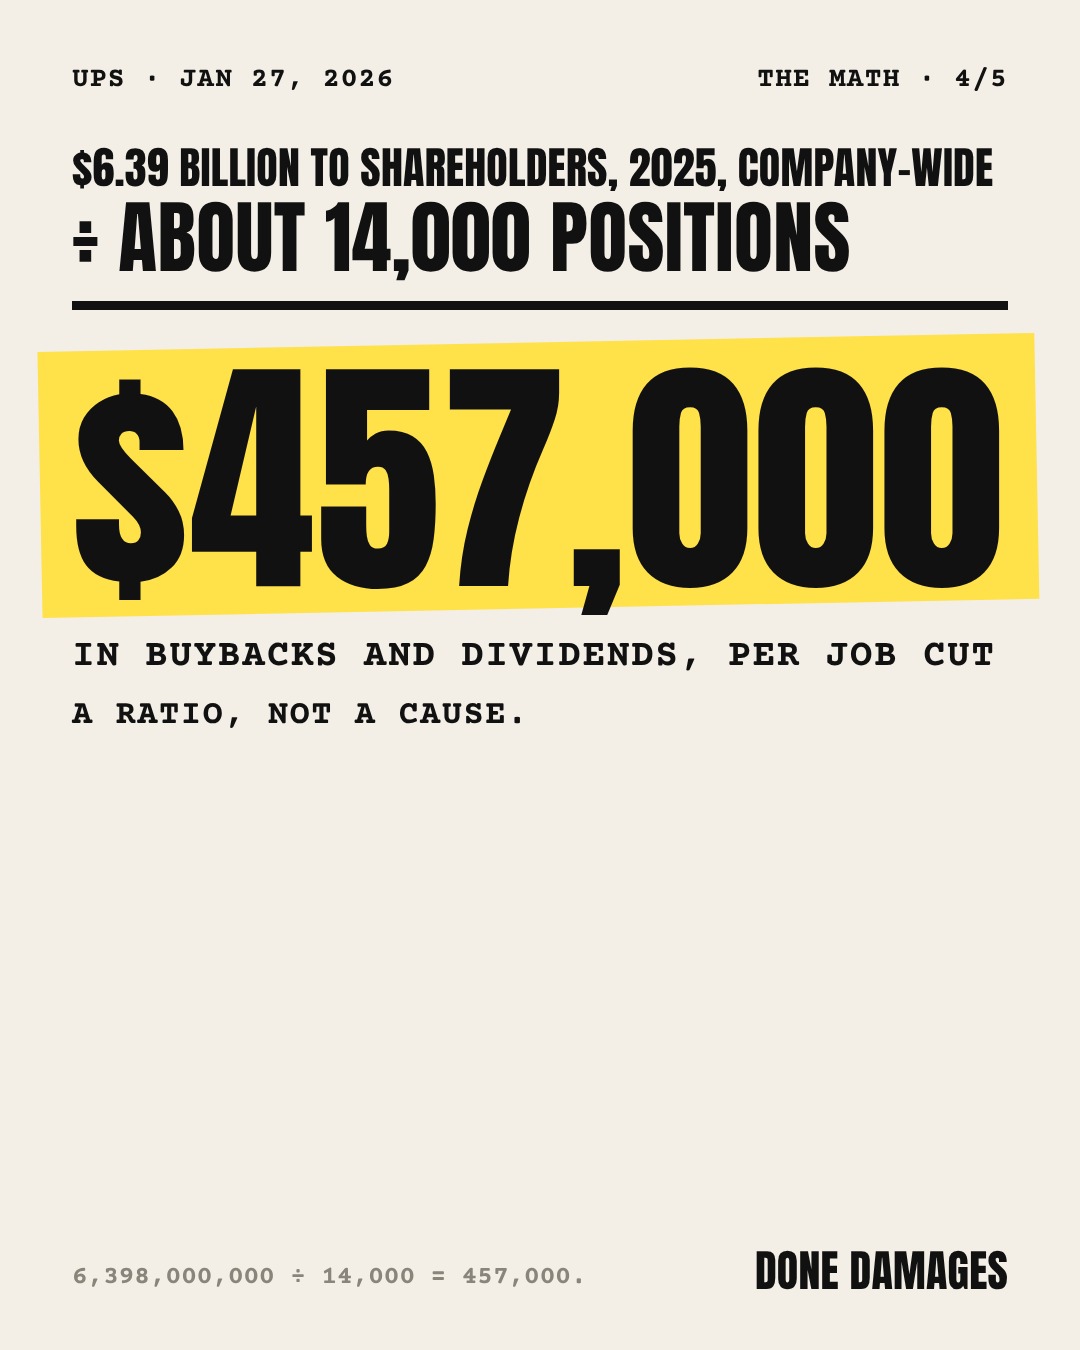 UPS · JAN 27, 2026
THE MATH · 4/5
$6.39 BILLION TO SHAREHOLDERS, 2025, COMPANY-WIDE
÷ ABOUT 14,000 POSITIONS
$457,000
IN BUYBACKS AND DIVIDENDS, PER JOB CUT
A RATIO, NOT A CAUSE.
6,398,000,000 ÷ 14,000 = 457,000.
DONE DAMAGES